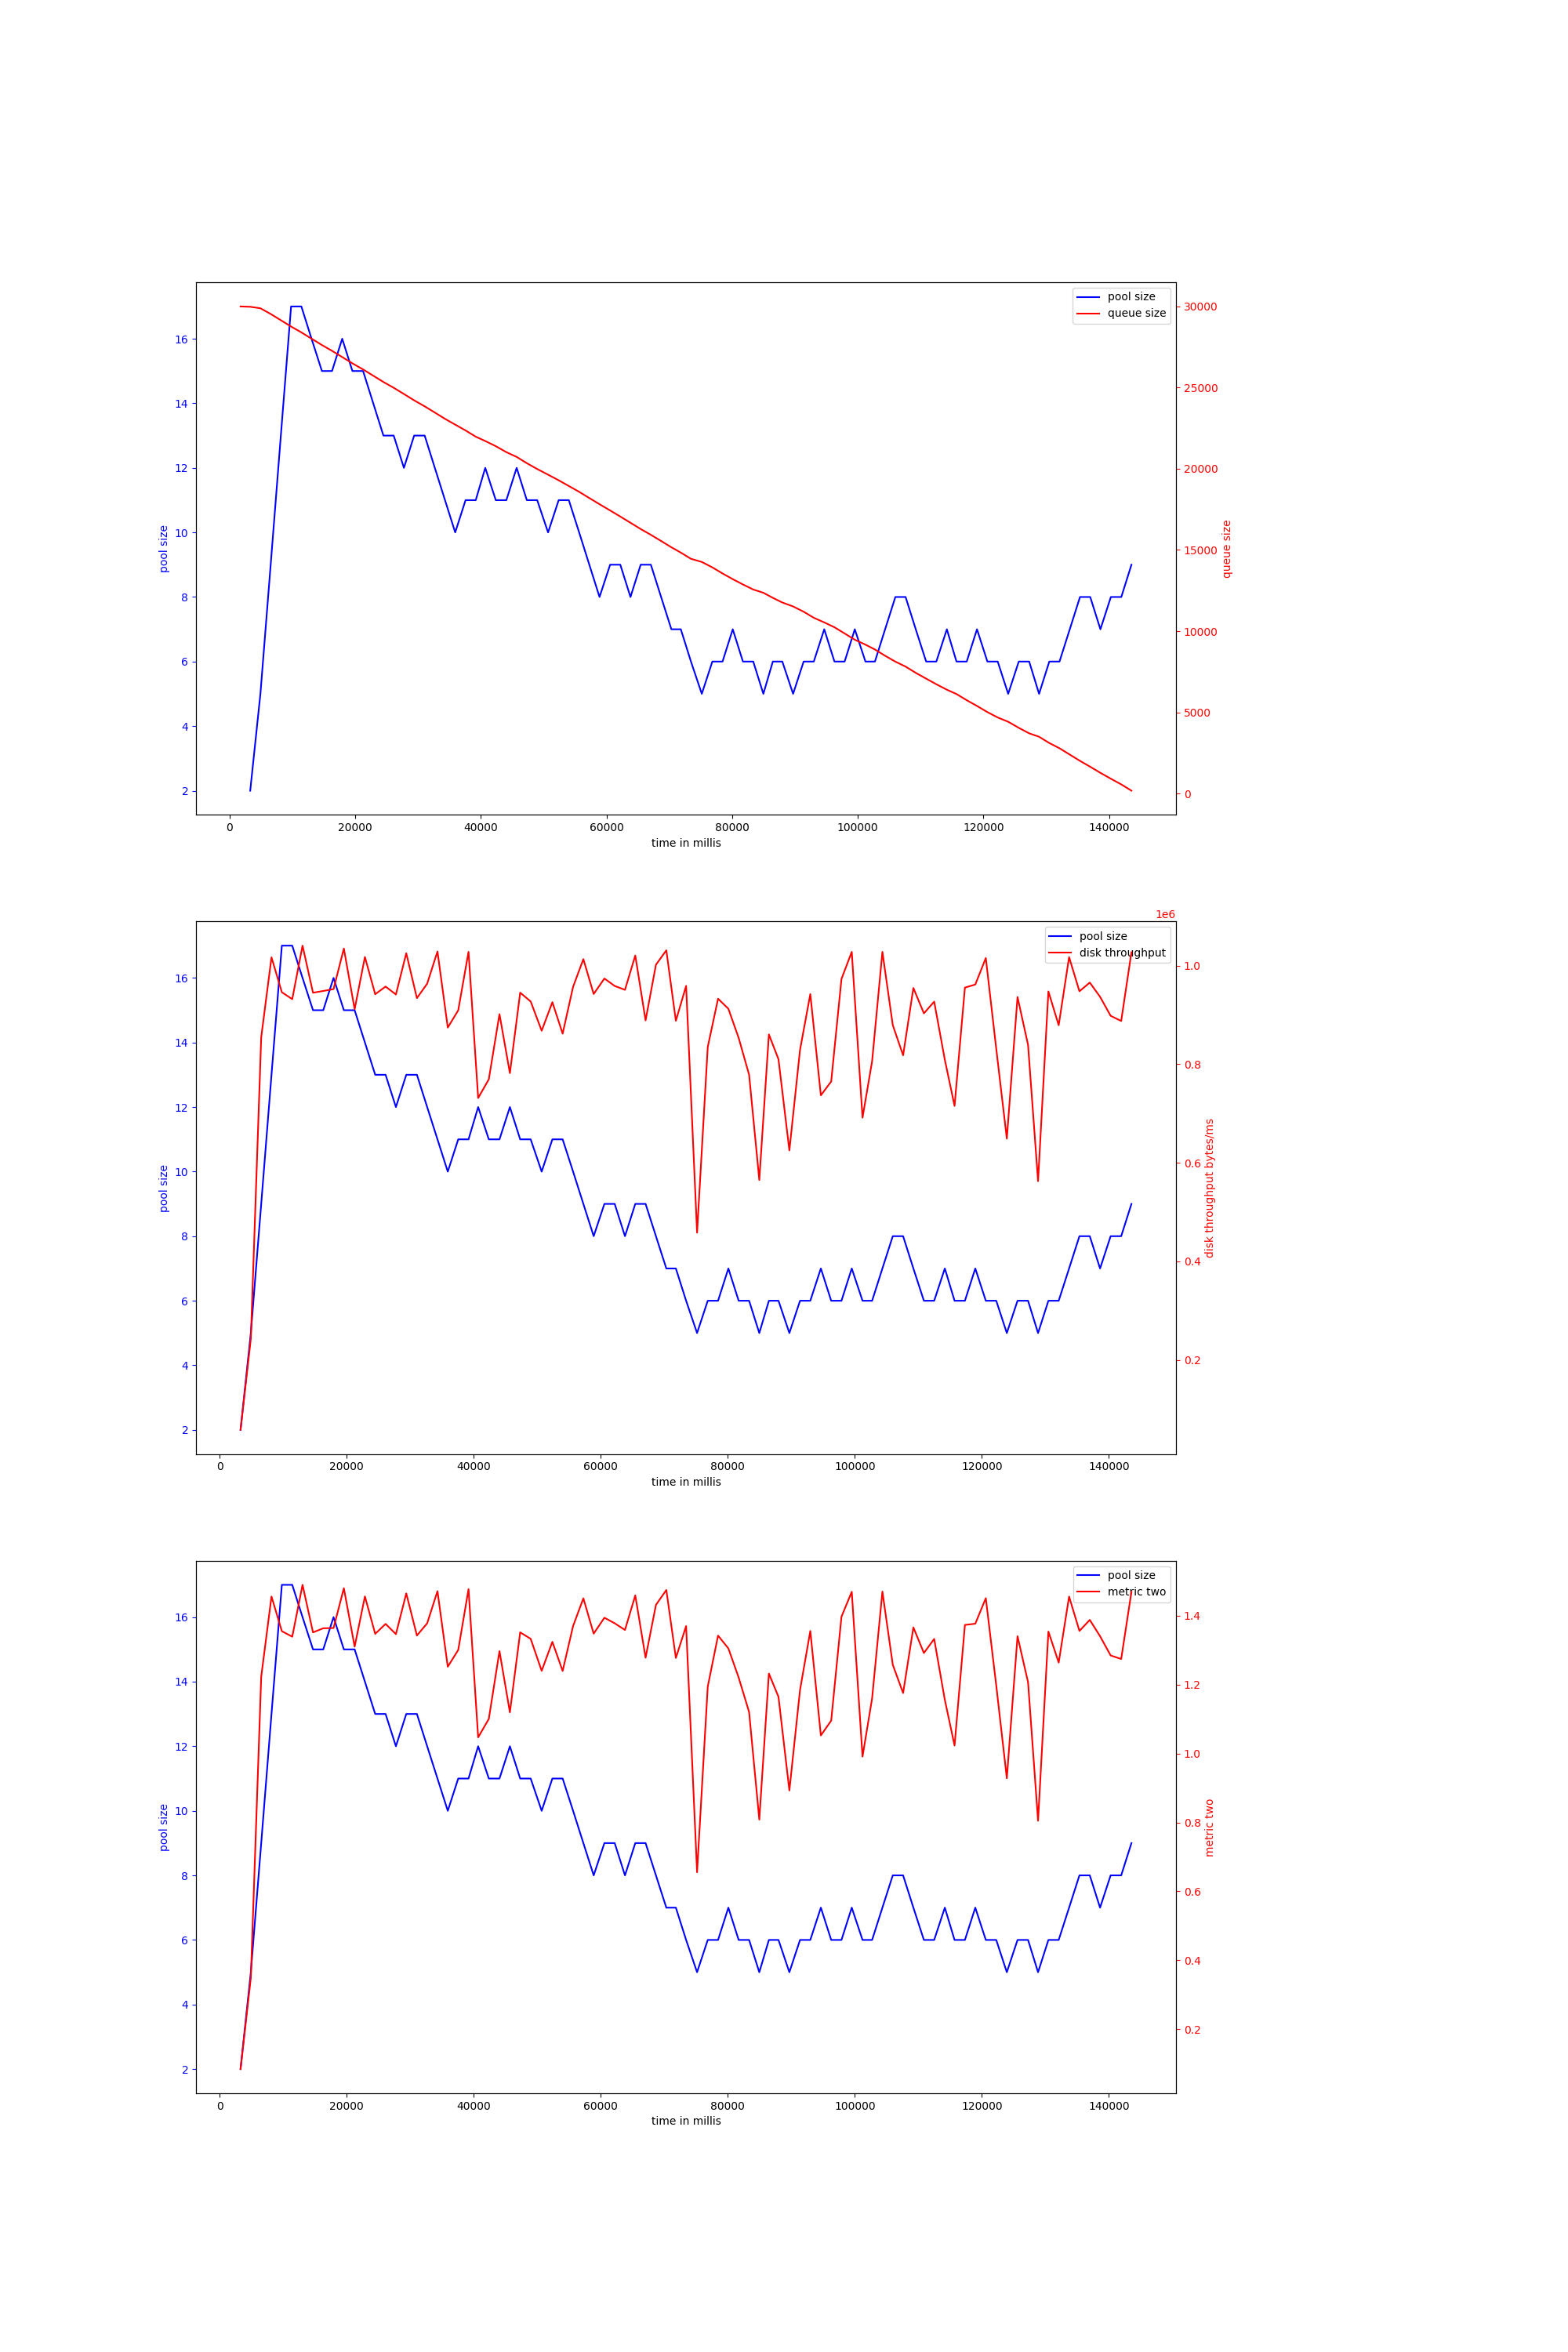 pool size
queue size
16
14
12
10
8
6
4
2
pool size
30000
25000
20000
15000
10000
5000
0
queue size
0 20000 40000 60000 80000 100000 120000 140000
time in millis
1e6
pool size
disk throughput
16
14
12
10
8
6
4
2
pool size
1.0
0.8
0.6
0.4
0.2
disk throughput bytes/ms
0 20000 40000 60000 80000 100000 120000 140000
time in millis
pool size
metric two
16
14
12
10
8
6
4
2
pool size
1.4
1.2
1.0
0.8
0.6
0.4
0.2
metric two
0 20000 40000 60000 80000 100000 120000 140000
time in millis